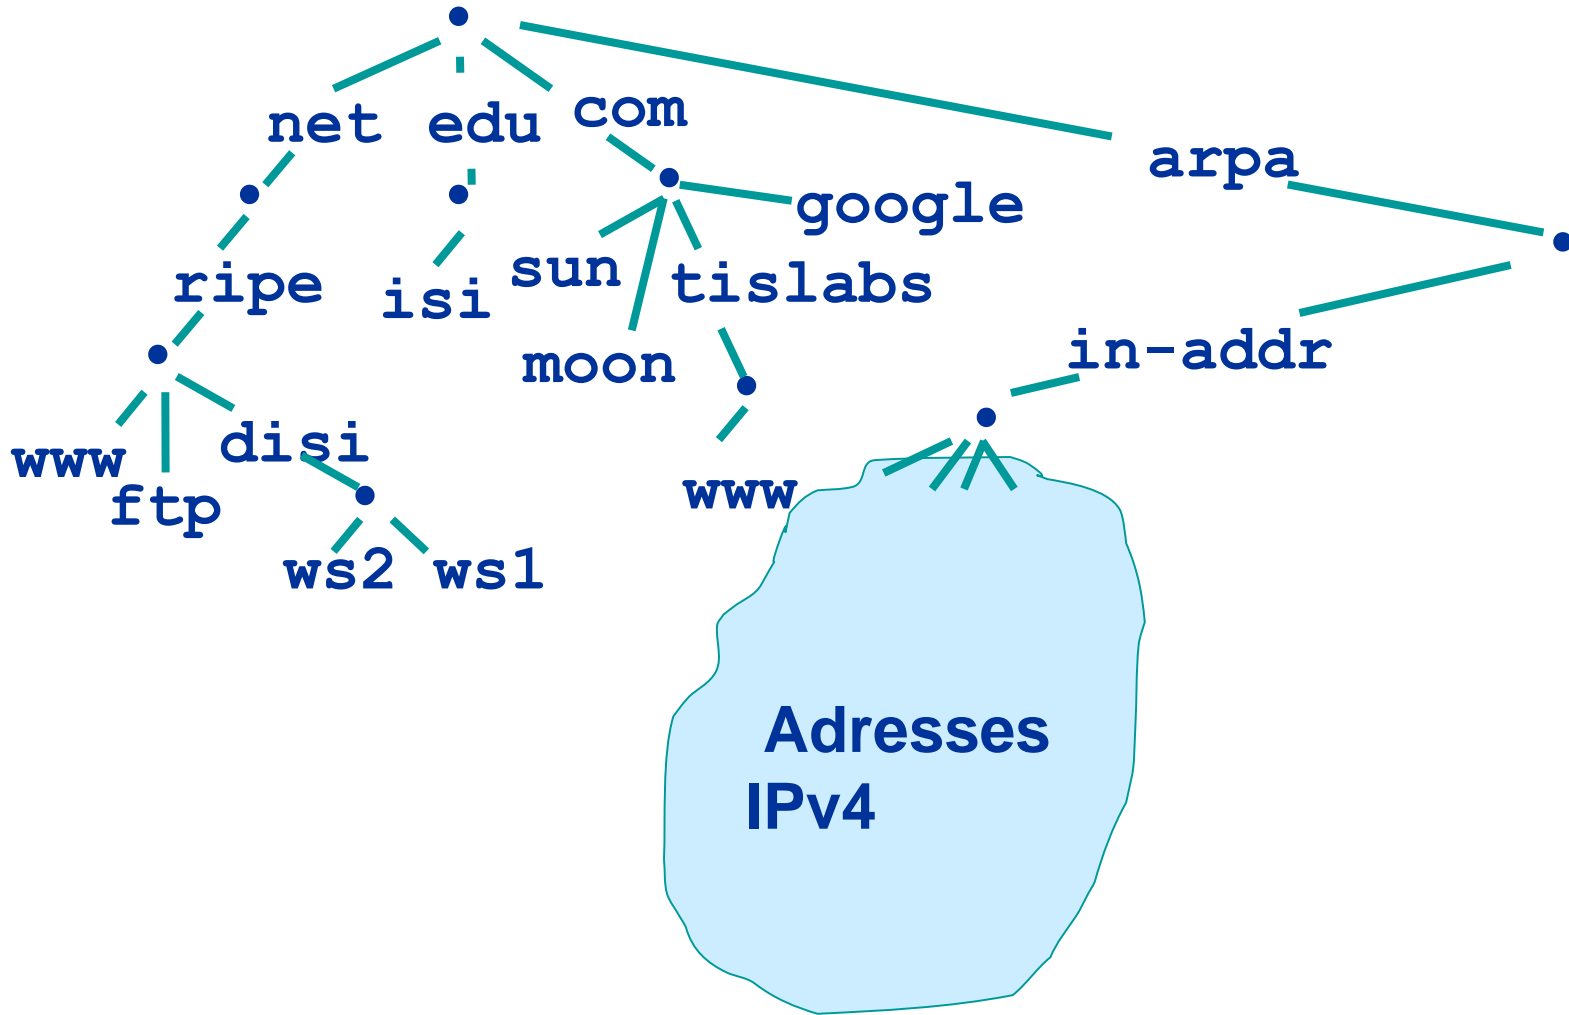 net edu com
arpa
google
ripe isi sun tislabs
moon
in-addr
www disi
ftp
www
ws2 ws1
Adresses
IPv4